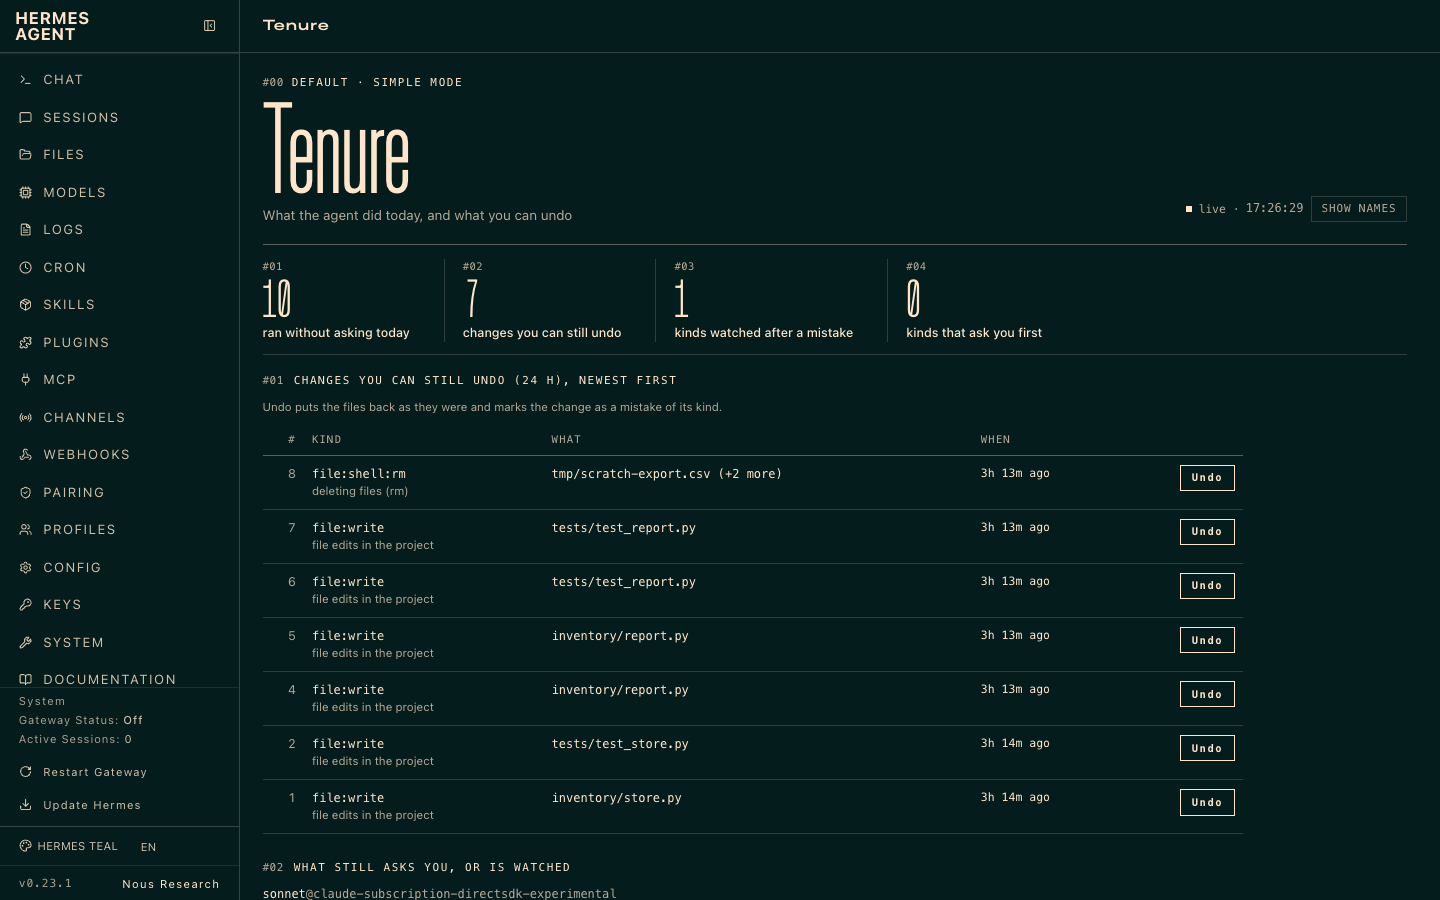 HERMES
AGENT
Tenure
CHAT
SESSIONS
FILES
MODELS
LOGS
CRON
SKILLS
PLUGINS
MCP
CHANNELS
WEBHOOKS
PAIRING
PROFILES
CONFIG
KEYS
SYSTEM
DOCUMENTATION
System
Gateway Status: Off
Active Sessions: 0
Restart Gateway
Update Hermes
HERMES TEAL EN
v0.23.1 Nous Research
#00 DEFAULT · SIMPLE MODE
Tenure
What the agent did today, and what you can undo
live · 17:26:29 SHOW NAMES
#01
10
ran without asking today
#02
7
changes you can still undo
#03
1
kinds watched after a mistake
#04
0
kinds that ask you first
#01 CHANGES YOU CAN STILL UNDO (24 H), NEWEST FIRST
Undo puts the files back as they were and marks the change as a mistake of its kind.
# KIND WHAT WHEN
8 file:shell:rm tmp/scratch-export.csv (+2 more) 3h 13m ago Undo
deleting files (rm)
7 file:write tests/test_report.py 3h 13m ago Undo
file edits in the project
6 file:write tests/test_report.py 3h 13m ago Undo
file edits in the project
5 file:write inventory/report.py 3h 13m ago Undo
file edits in the project
4 file:write inventory/report.py 3h 13m ago Undo
file edits in the project
2 file:write tests/test_store.py 3h 14m ago Undo
file edits in the project
1 file:write inventory/store.py 3h 14m ago Undo
file edits in the project
#02 WHAT STILL ASKS YOU, OR IS WATCHED
sonnet@claude-subscription-directsdk-experimental